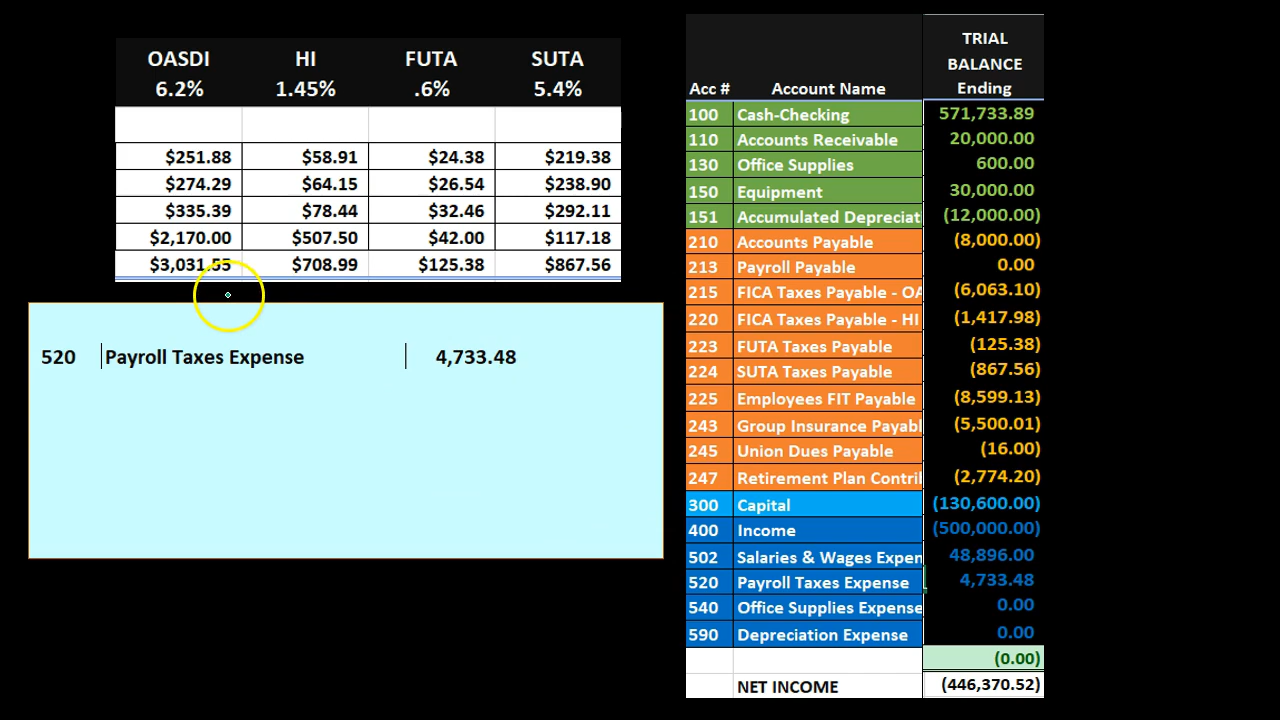 OASDI HI FUTA SUTA
6.2% 1.45% .6% 5.4%
$251.88 $58.91 $24.38 $219.38
$274.29 $64.15 $26.54 $238.90
$335.39 $78.44 $32.46 $292.11
$2,170.00 $507.50 $42.00 $117.18
$3,031.55 $708.99 $125.38 $867.56
520 Payroll Taxes Expense 4,733.48
TRIAL
BALANCE
Acc # Account Name Ending
100 Cash-Checking 571,733.89
110 Accounts Receivable 20,000.00
130 Office Supplies 600.00
150 Equipment 30,000.00
151 Accumulated Depreciat (12,000.00)
210 Accounts Payable (8,000.00)
213 Payroll Payable 0.00
215 FICA Taxes Payable - OA (6,063.10)
220 FICA Taxes Payable - HI (1,417.98)
223 FUTA Taxes Payable (125.38)
224 SUTA Taxes Payable (867.56)
225 Employees FIT Payable (8,599.13)
243 Group Insurance Payabl (5,500.01)
245 Union Dues Payable (16.00)
247 Retirement Plan Contril (2,774.20)
300 Capital (130,600.00)
400 Income (500,000.00)
502 Salaries & Wages Expen 48,896.00
520 Payroll Taxes Expense 4,733.48
540 Office Supplies Expense 0.00
590 Depreciation Expense 0.00
(0.00)
NET INCOME (446,370.52)